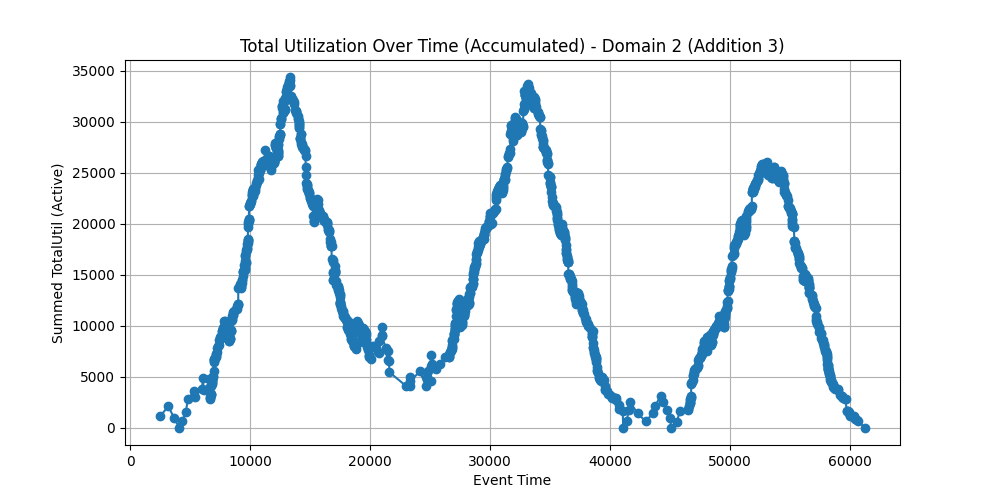 Total Utilization Over Time (Accumulated) - Domain 2 (Addition 3)
Summed TotalUtil (Active)
35000
30000
25000
20000
15000
10000
5000
0
0 10000 20000 30000 40000 50000 60000
Event Time